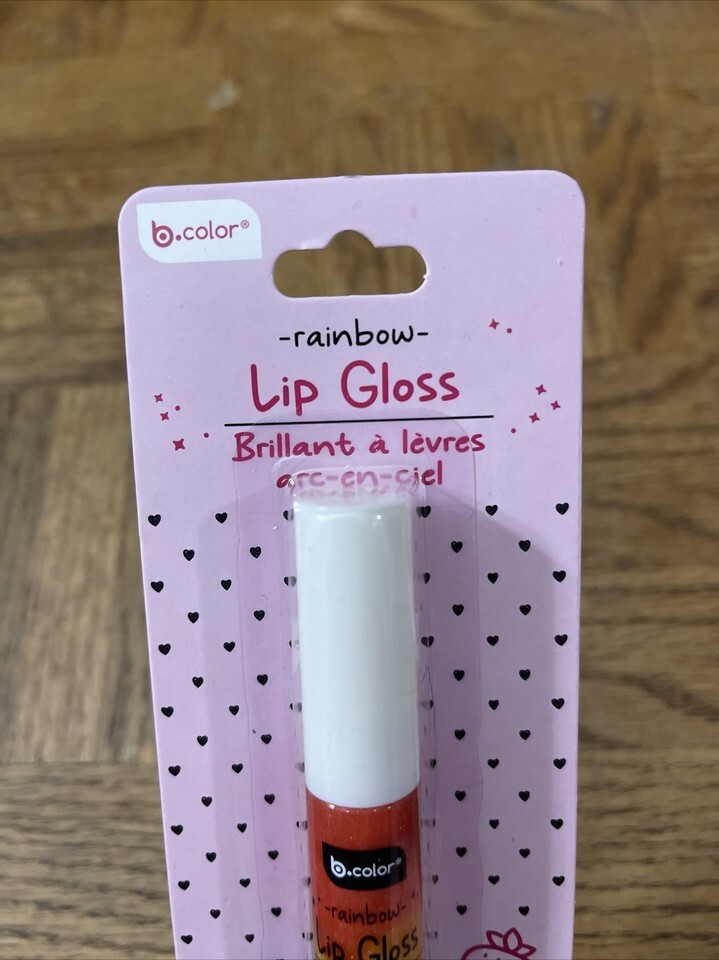 b.color®
-rainbow-
Lip Gloss
Brillant à lèvres
arc-en-ciel
b.color®
-rainbow-
Lip Gloss